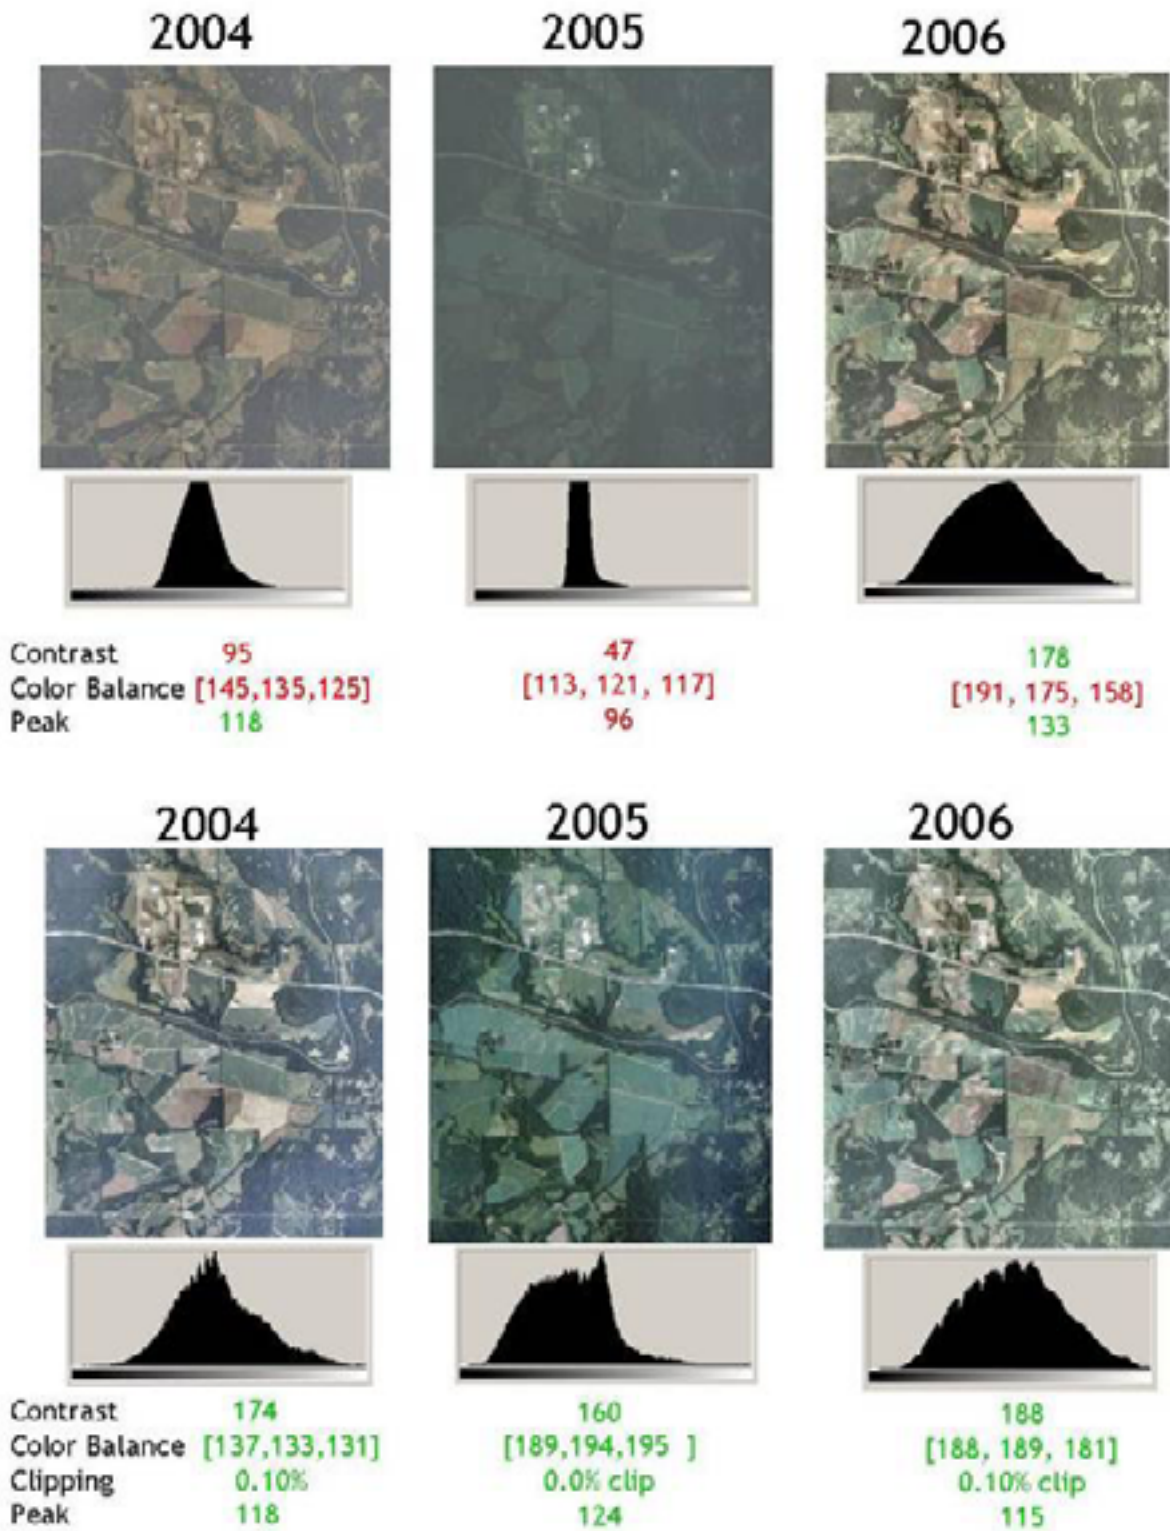 2004 2005 2006
Contrast 95 47 178
Color Balance [145,135,125] [113, 121, 117] [191, 175, 158]
Peak 118 96 133
2004 2005 2006
Contrast 174 160 188
Color Balance [137,133,131] [189,194,195 ] [188, 189, 181]
Clipping 0.10% 0.0% clip 0.10% clip
Peak 118 124 115